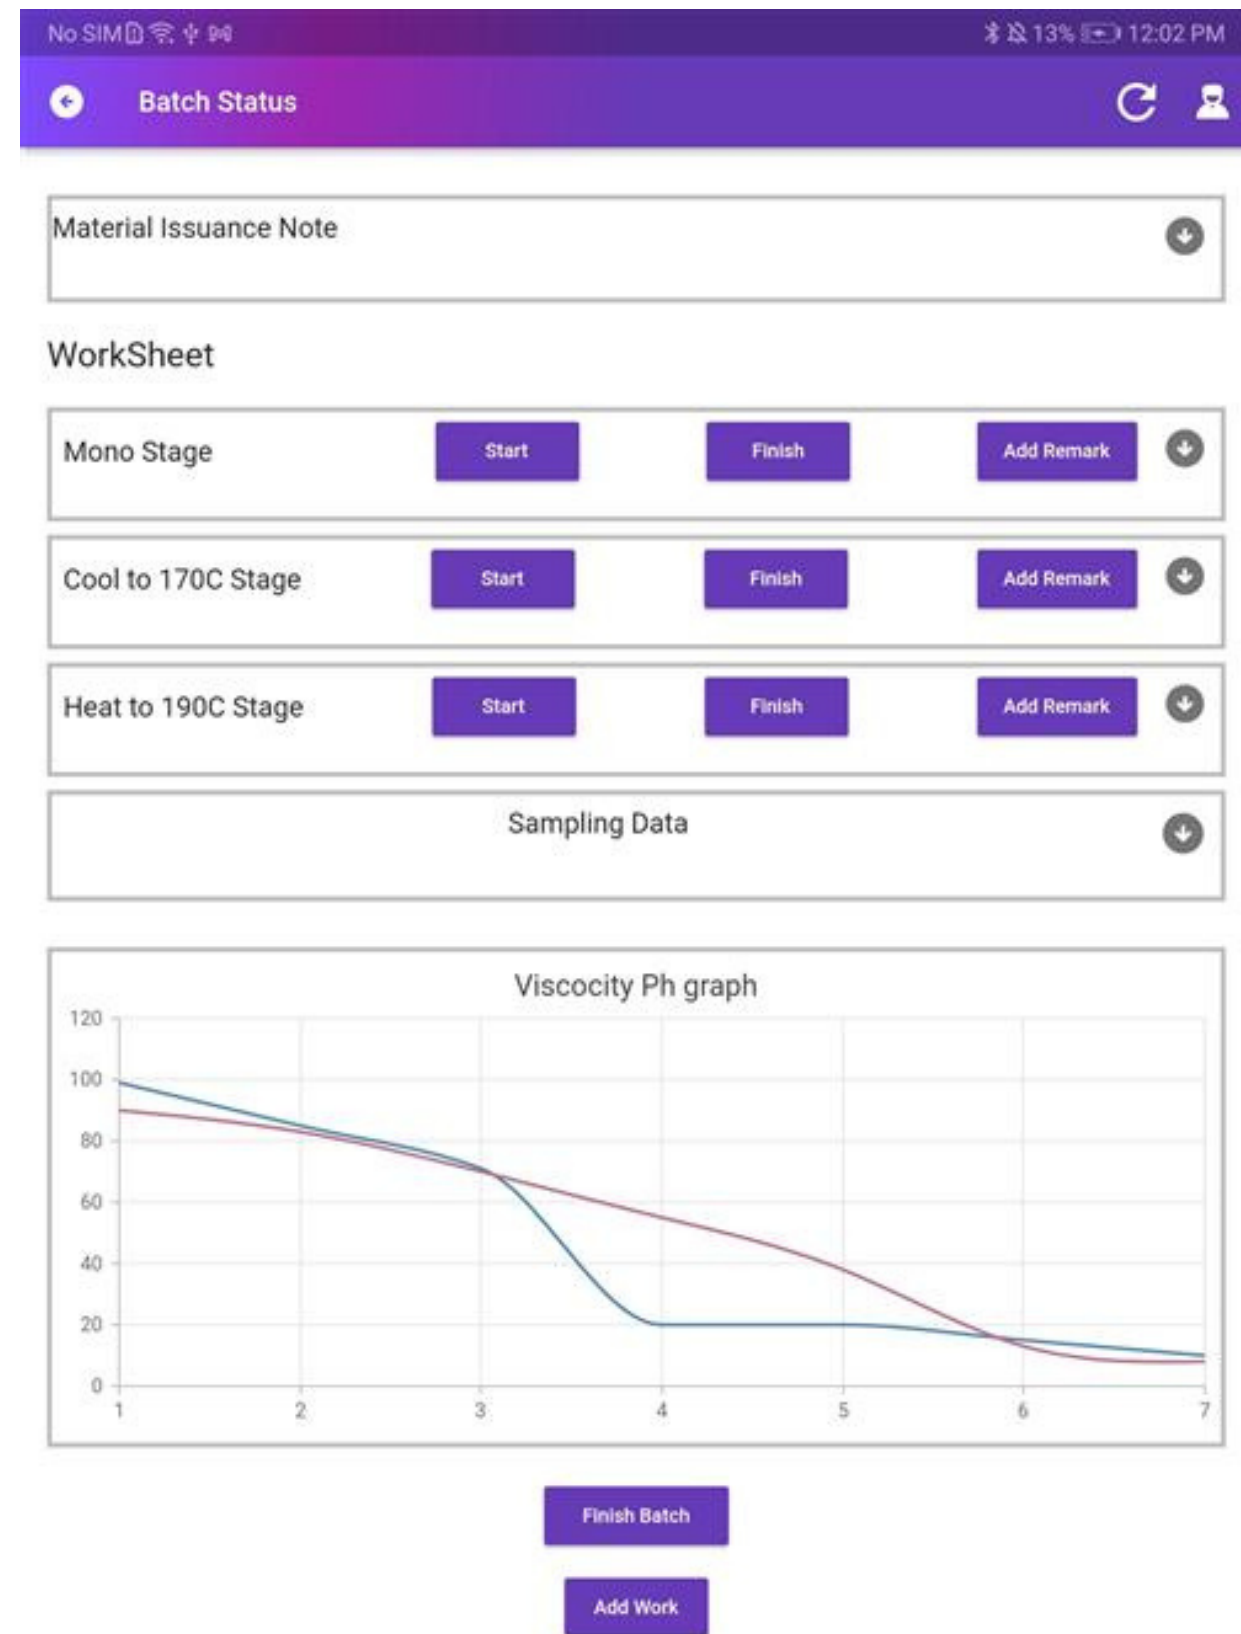 No SIM 13% 12:02 PM
Batch Status
Material Issuance Note
WorkSheet
Mono Stage Start Finish Add Remark
Cool to 170C Stage Start Finish Add Remark
Heat to 190C Stage Start Finish Add Remark
Sampling Data
Viscocity Ph graph
120
100
80
60
40
20
0
1 2 3 4 5 6 7
Finish Batch
Add Work